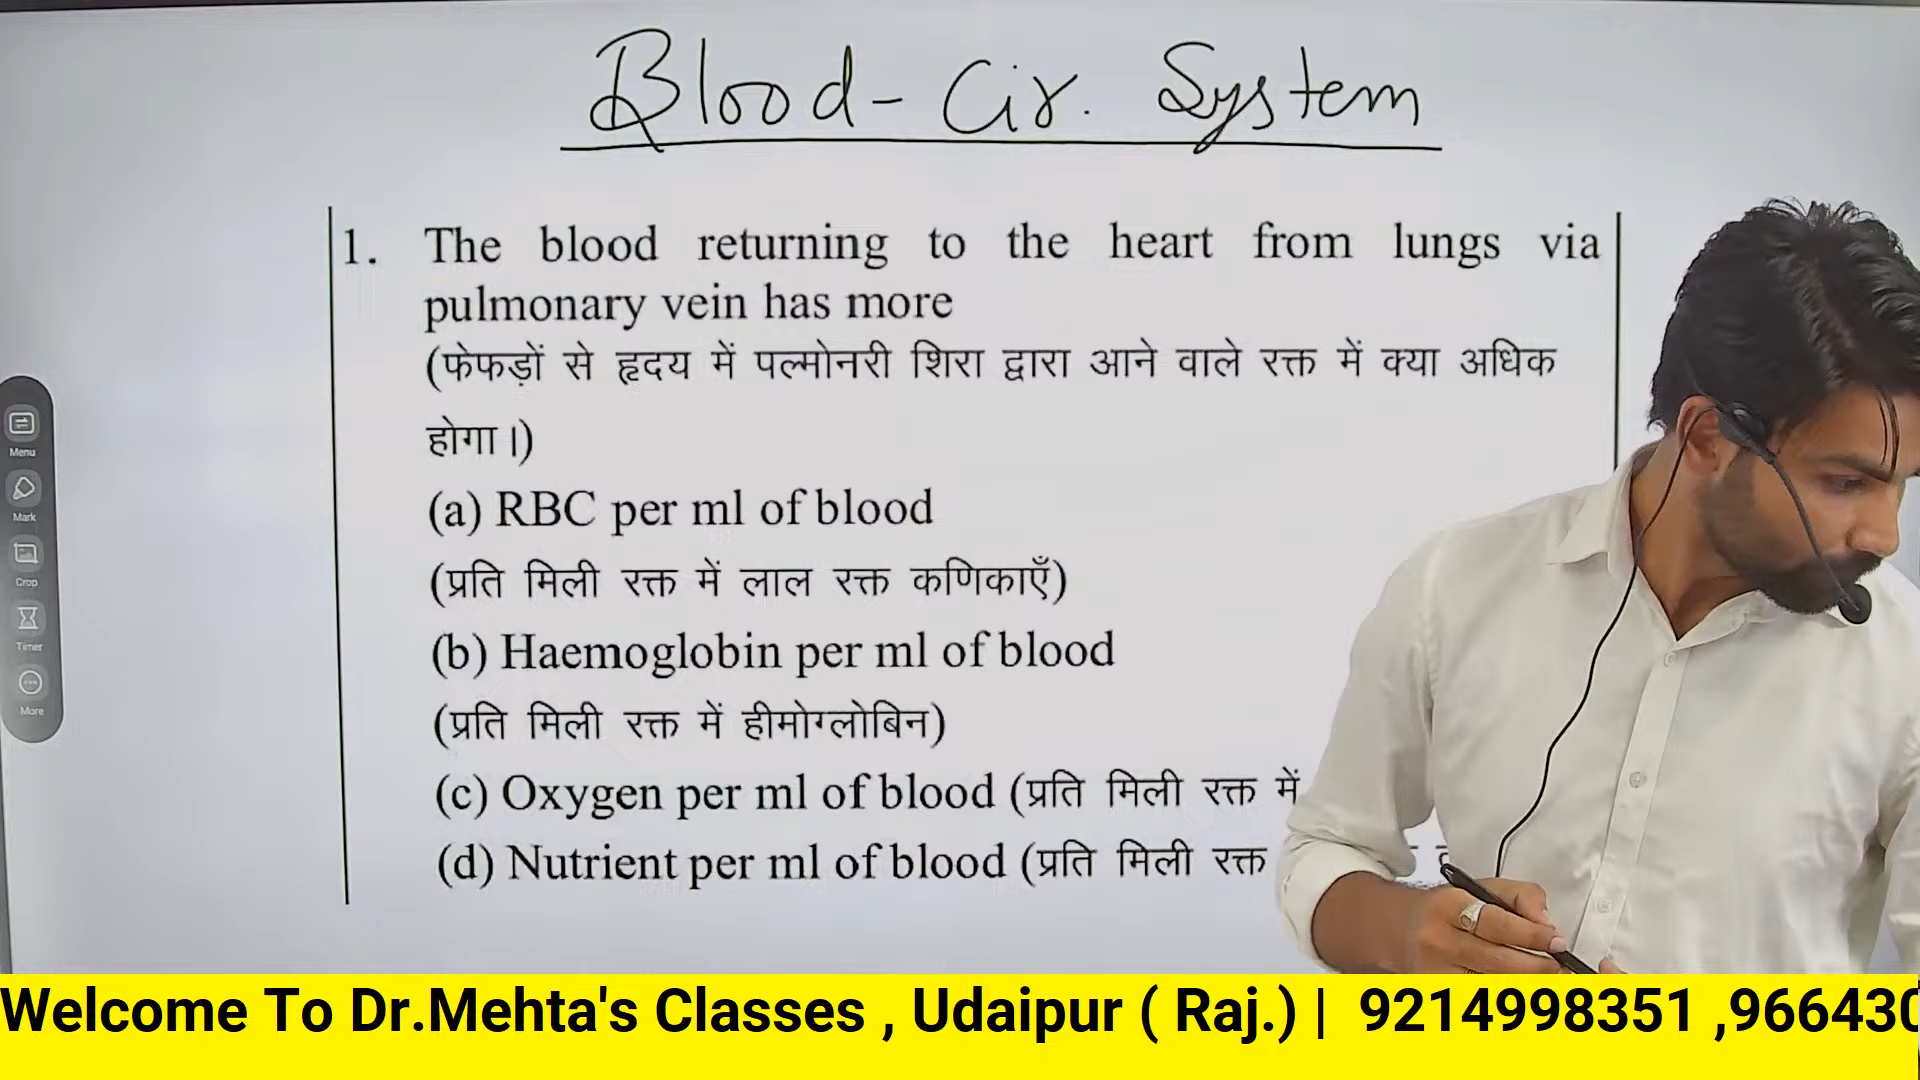 Blood - Cir. System
1. The blood returning to the heart from lungs via
pulmonary vein has more
(फेफड़ों से हृदय में पल्मोनरी शिरा द्वारा आने वाले रक्त में क्या अधिक
होगा।)
(a) RBC per ml of blood
(प्रति मिली रक्त में लाल रक्त कणिकाएँ)
(b) Haemoglobin per ml of blood
(प्रति मिली रक्त में हीमोग्लोबिन)
(c) Oxygen per ml of blood (प्रति मिली रक्त में
(d) Nutrient per ml of blood (प्रति मिली रक्त
Menu
Mark
Crop
Timer
More
Welcome To Dr.Mehta's Classes , Udaipur ( Raj.) | 9214998351 ,966430